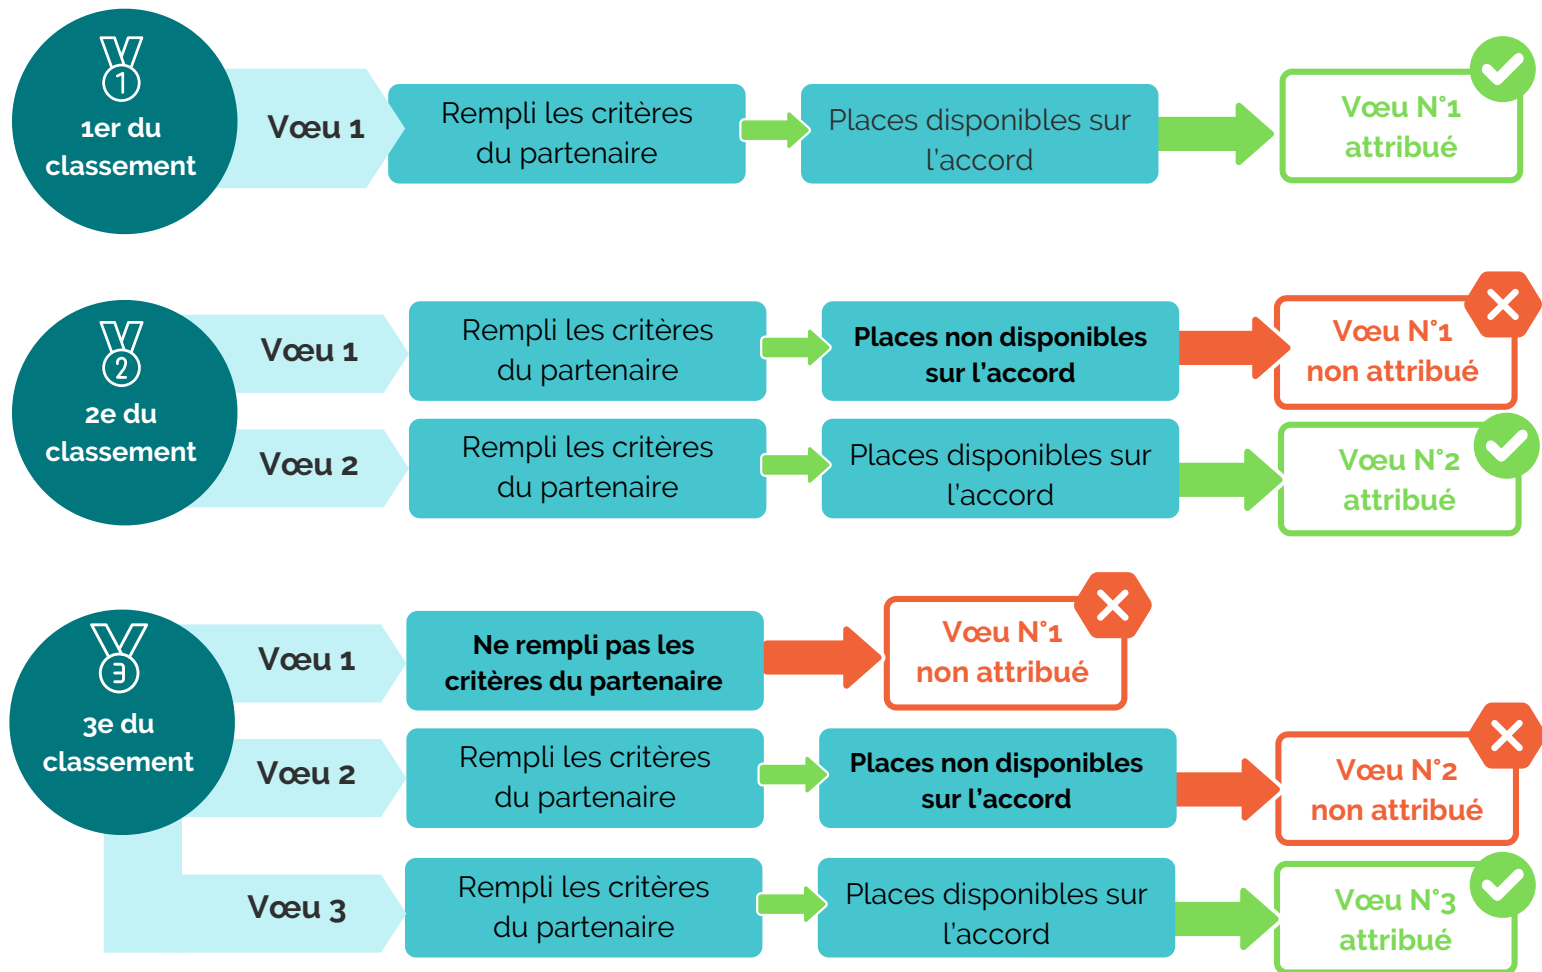 1
1er du
classement
Vœu 1
Rempli les critères
du partenaire
Places disponibles sur
l'accord
Vœu N°1
attribué
2
2e du
classement
Vœu 1
Rempli les critères
du partenaire
Places non disponibles
sur l'accord
Vœu N°1
non attribué
Vœu 2
Rempli les critères
du partenaire
Places disponibles sur
l'accord
Vœu N°2
attribué
3
3e du
classement
Vœu 1
Ne rempli pas les
critères du partenaire
Vœu N°1
non attribué
Vœu 2
Rempli les critères
du partenaire
Places non disponibles
sur l'accord
Vœu N°2
non attribué
Vœu 3
Rempli les critères
du partenaire
Places disponibles sur
l'accord
Vœu N°3
attribué